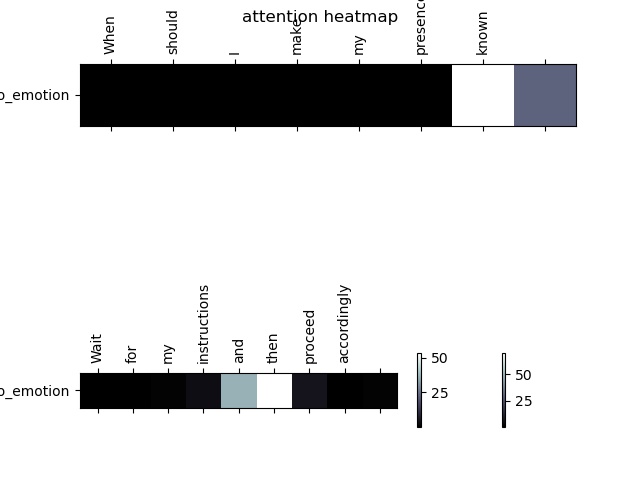 attention heatmap
When should I make my presence known
o_emotion
Wait for my instructions and then proceed accordingly
o_emotion
50
25
50
25